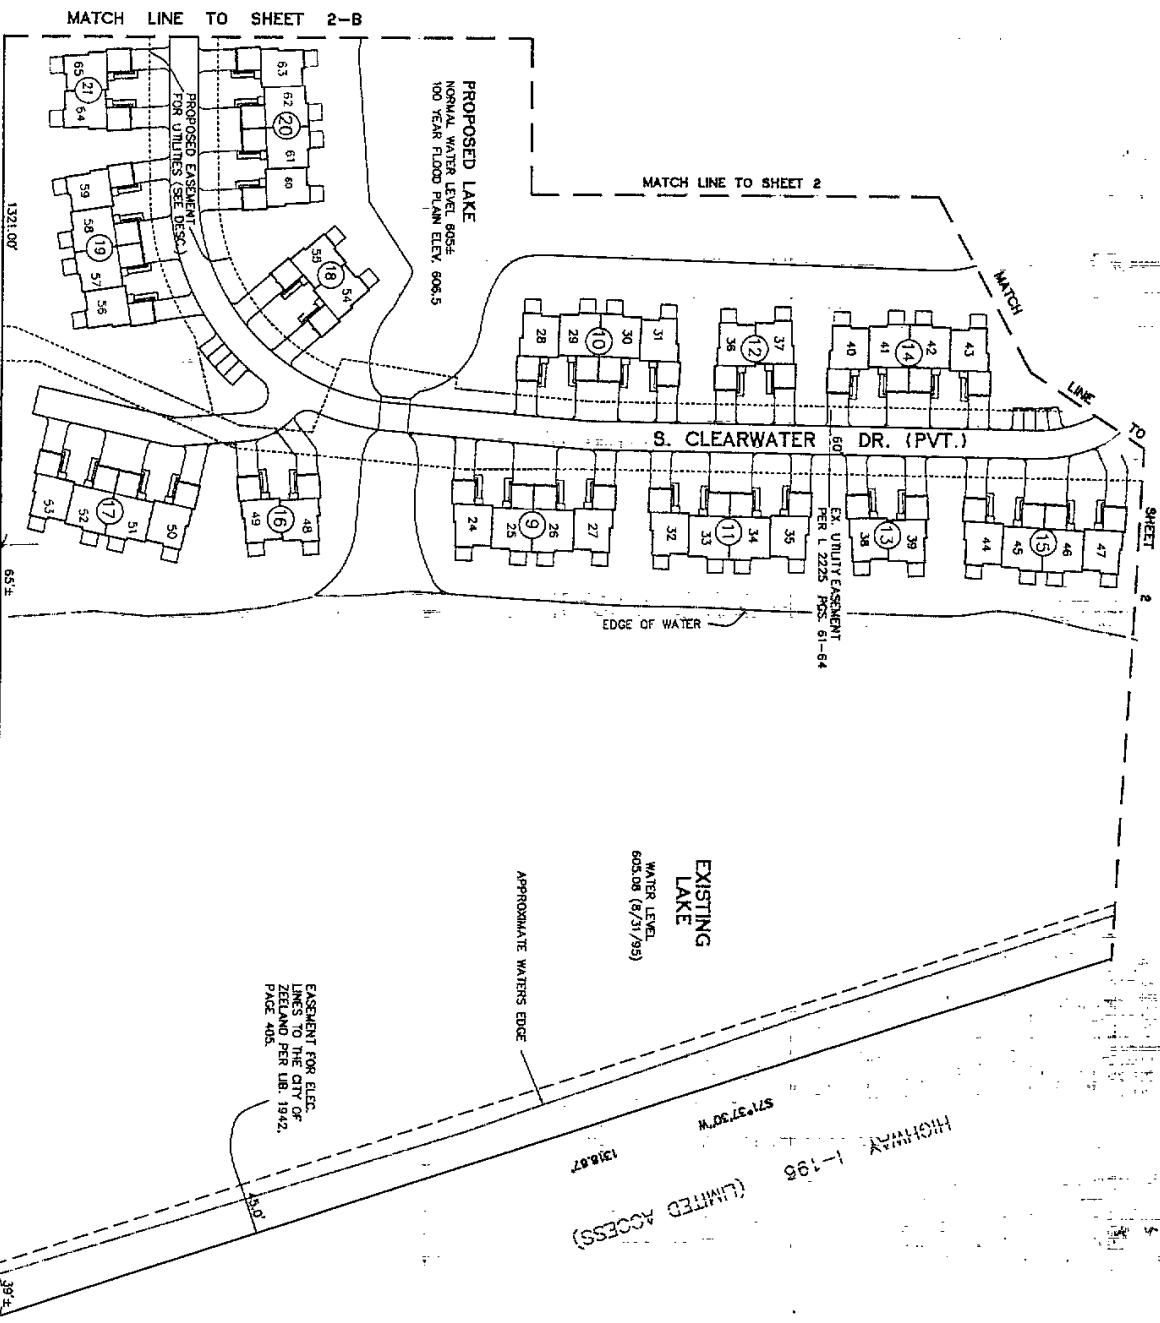 MATCH LINE TO SHEET 2-B
MATCH LINE TO SHEET 2
MATCH LINE TO SHEET 2
PROPOSED LAKE
NORMAL WATER LEVEL 605±
100 YEAR FLOOD PLAIN ELEV. 606.5
PROPOSED EASEMENT
FOR UTILITIES (SEE DESC.)
1321.00'
65 21 64
63
62 20 61
60
59
58 19 57
56
55 18 54
28 29 10 30 31
36 12 37
40 41 14 42 43
S. CLEARWATER DR. (PVT.)
60'
EX. UTILITY EASEMENT
PER L 2225 PGS. 61-64
53 52 17 51 50
49 16 48
24 25 9 26 27
32 33 11 34 35
38 13 39
44 45 15 46 47
65'±
EDGE OF WATER
EXISTING
LAKE
WATER LEVEL
605.08 (8/31/95)
APPROXIMATE WATERS EDGE
EASEMENT FOR ELEC.
LINES TO THE CITY OF
ZEELAND PER LIB. 1942,
PAGE 405.
45.0'
S71°37'30"W
1318.67'
HIGHWAY I-196 (LIMITED ACCESS)
39'±